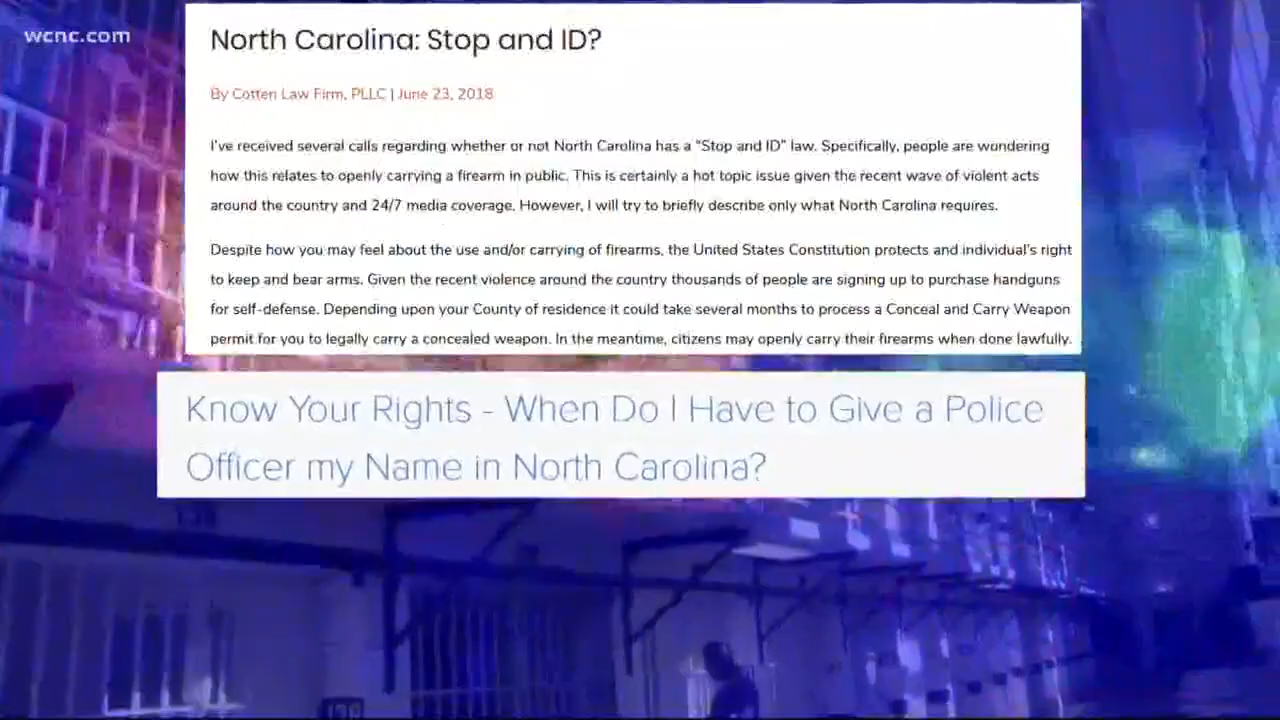 wcnc.com
North Carolina: Stop and ID?
By Cotten Law Firm, PLLC | June 23, 2018
I've received several calls regarding whether or not North Carolina has a "Stop and ID" law. Specifically, people are wondering
how this relates to openly carrying a firearm in public. This is certainly a hot topic issue given the recent wave of violent acts
around the country and 24/7 media coverage. However, I will try to briefly describe only what North Carolina requires.
Despite how you may feel about the use and/or carrying of firearms, the United States Constitution protects and individual's right
to keep and bear arms. Given the recent violence around the country thousands of people are signing up to purchase handguns
for self-defense. Depending upon your County of residence it could take several months to process a Conceal and Carry Weapon
permit for you to legally carry a concealed weapon. In the meantime, citizens may openly carry their firearms when done lawfully.
Know Your Rights - When Do I Have to Give a Police
Officer my Name in North Carolina?